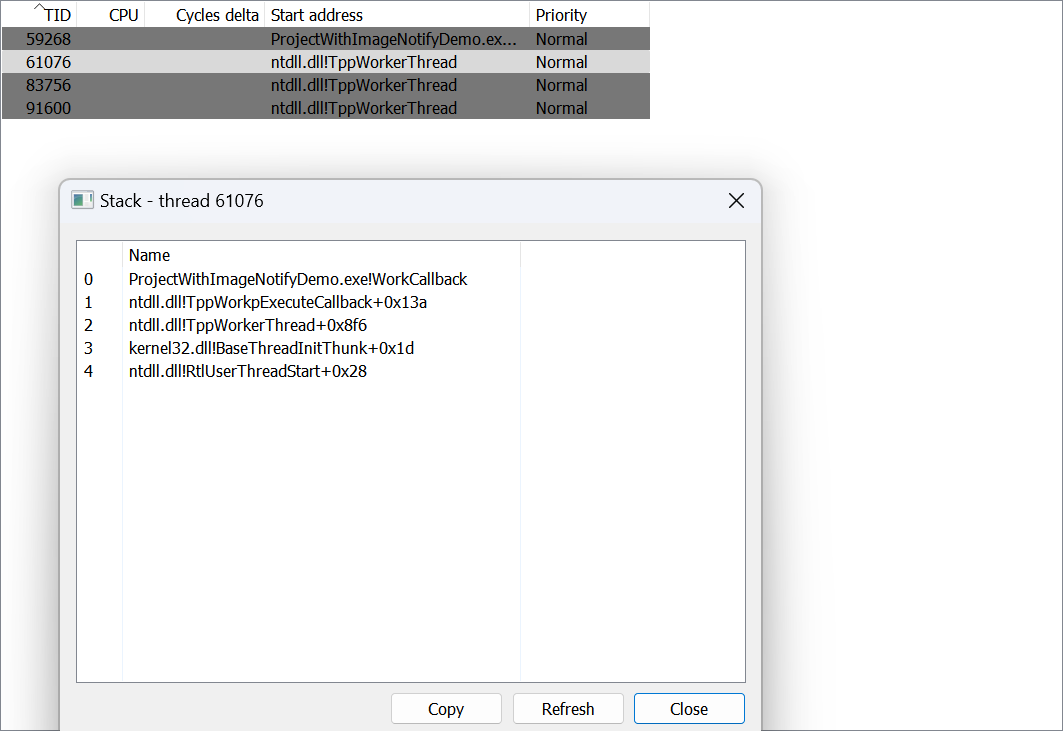 TID CPU Cycles delta Start address Priority
59268 ProjectWithImageNotifyDemo.ex... Normal
61076 ntdll.dll!TppWorkerThread Normal
83756 ntdll.dll!TppWorkerThread Normal
91600 ntdll.dll!TppWorkerThread Normal
Stack - thread 61076
Name
0 ProjectWithImageNotifyDemo.exe!WorkCallback
1 ntdll.dll!TppWorkpExecuteCallback+0x13a
2 ntdll.dll!TppWorkerThread+0x8f6
3 kernel32.dll!BaseThreadInitThunk+0x1d
4 ntdll.dll!RtlUserThreadStart+0x28
Copy Refresh Close